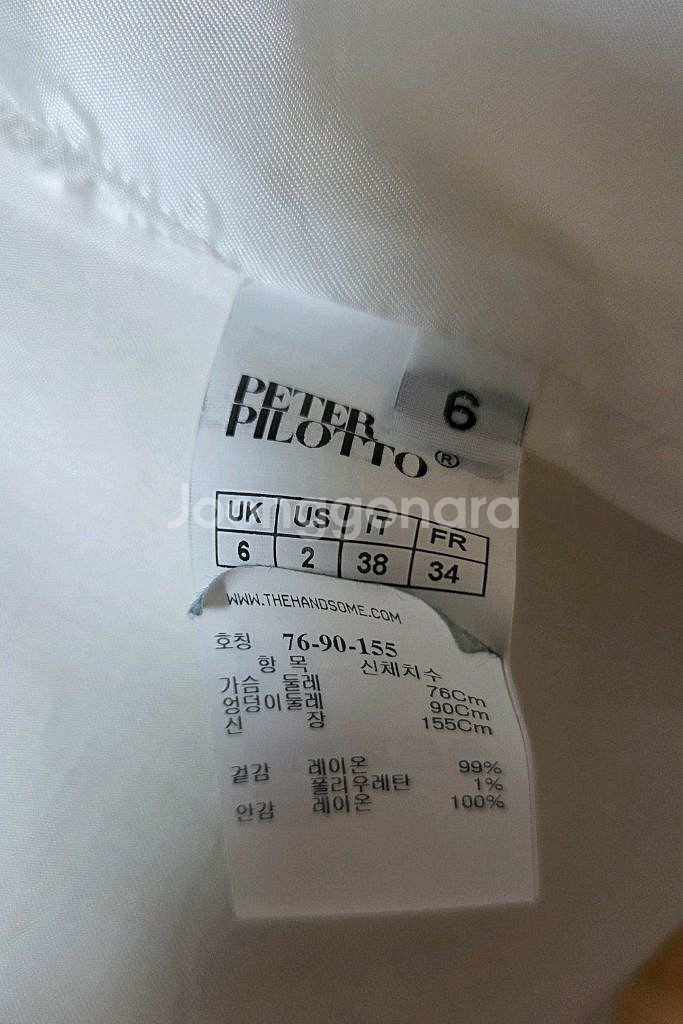 PETER
PILOTTO®
6
UK US IT FR
6 2 38 34
Joonggonara
WWW.THEHANDSOME.COM
호칭 76-90-155
항 목 신체치수
가슴 둘레 76Cm
엉덩이둘레 90Cm
신 장 155Cm
겉감 레이온 99%
폴리우레탄 1%
안감 레이온 100%